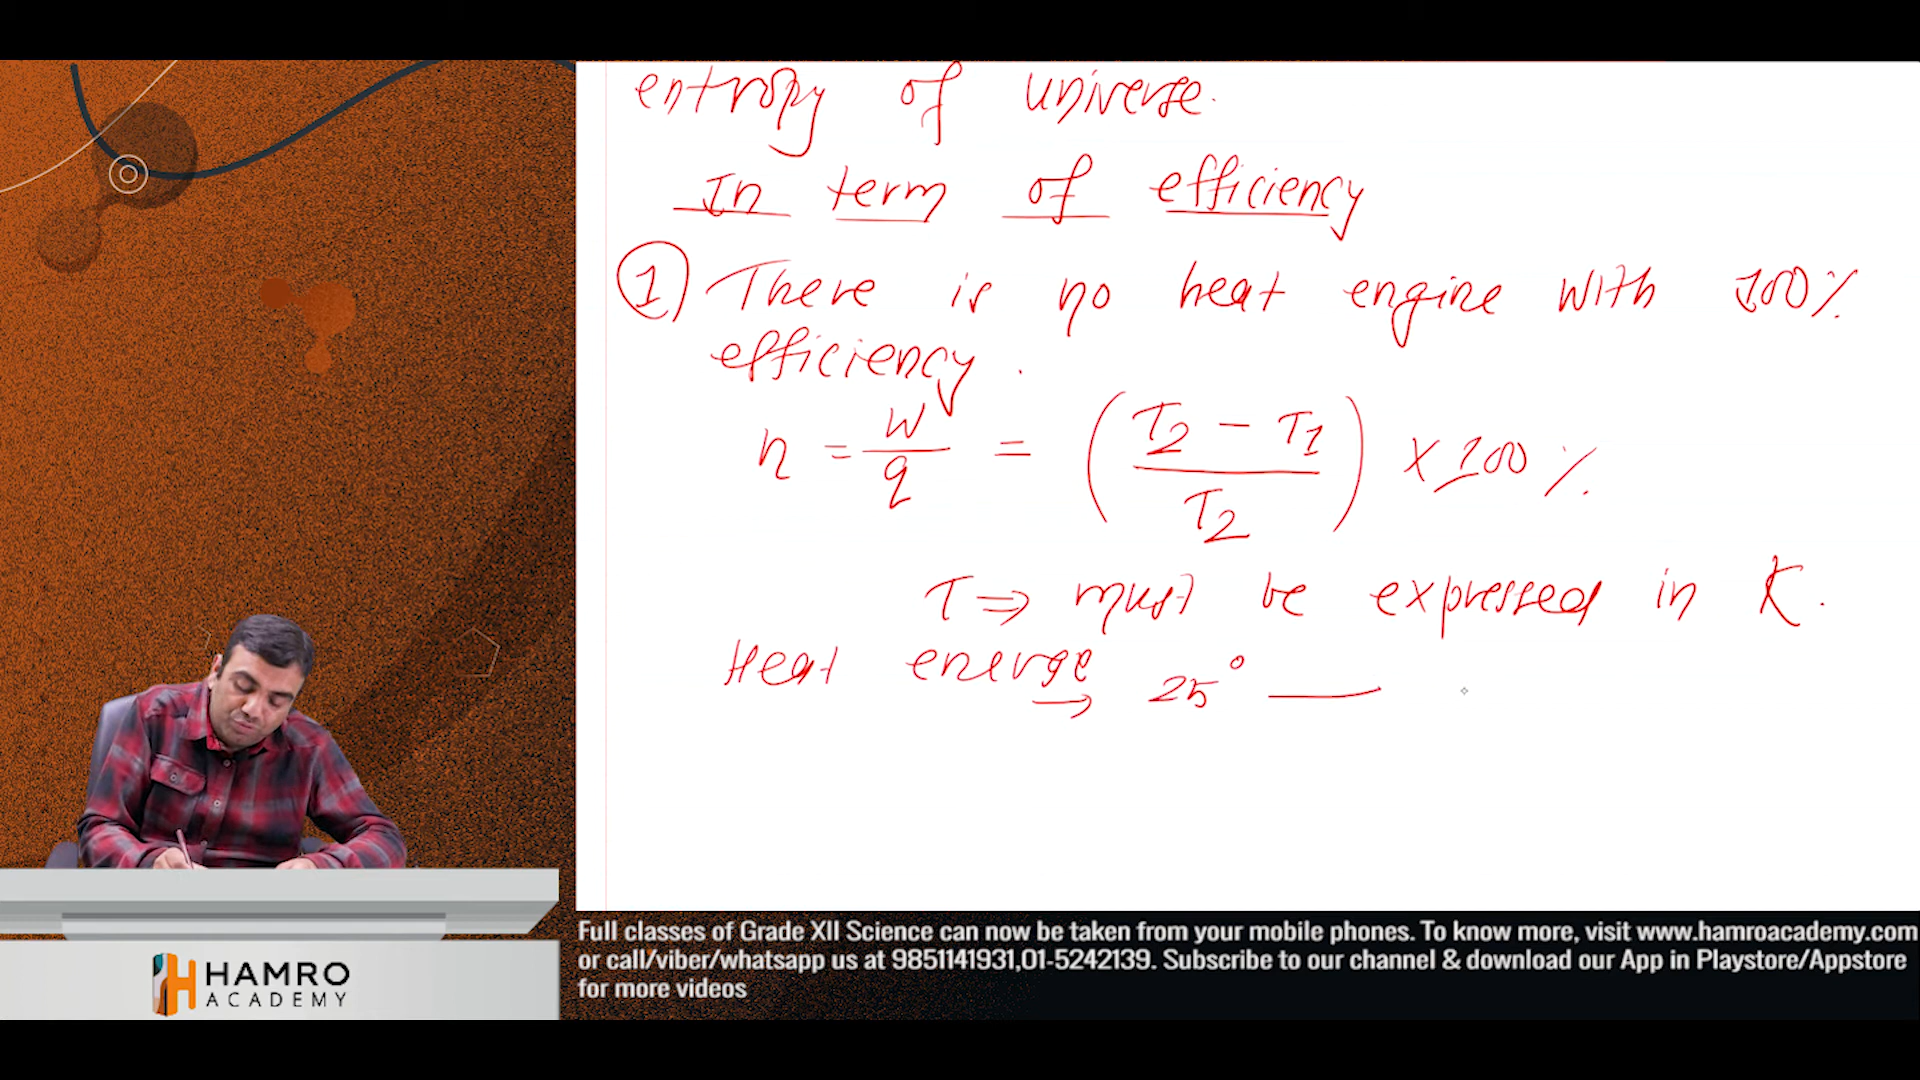 entropy of universe.
In term of efficiency
1 There is no heat engine with 100%
efficiency.
η = W/q = (T2 - T1 / T2) × 100 %.
T ⇒ must be expressed in K.
Heat energe → 25° —
Full classes of Grade XII Science can now be taken from your mobile phones. To know more, visit www.hamroacademy.com
or call/viber/whatsapp us at 9851141931,01-5242139. Subscribe to our channel & download our App in Playstore/Appstore
for more videos
HAMRO
ACADEMY